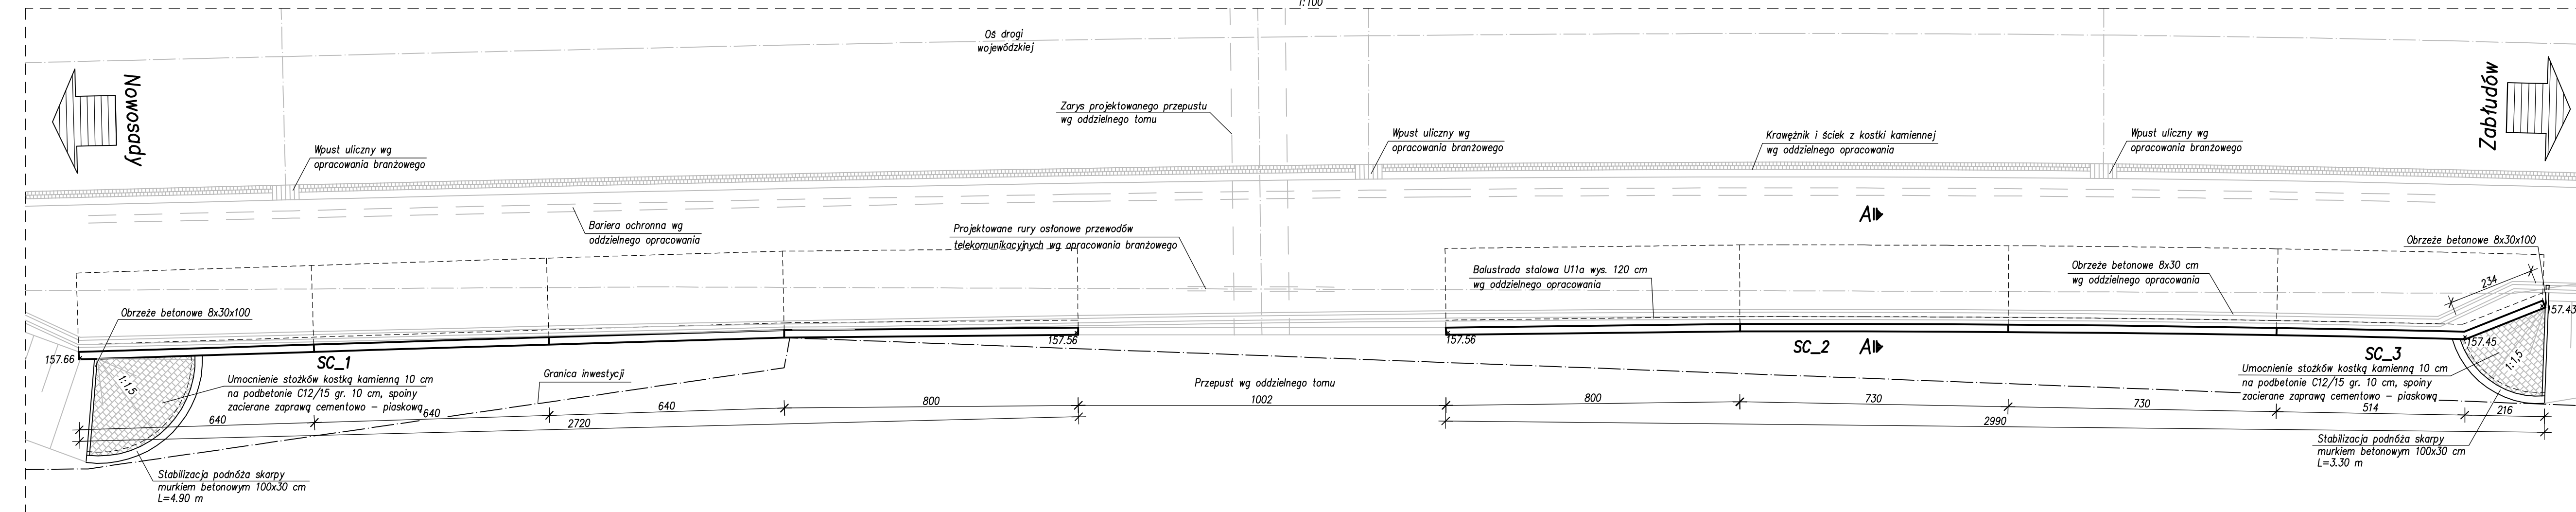 1:100
Oś drogi
wojewódzkiej
Nowosady
Zabłudów
Zarys projektowanego przepustu
wg oddzielnego tomu
Wpust uliczny wg
opracowania branżowego
Wpust uliczny wg
opracowania branżowego
Krawężnik i ściek z kostki kamiennej
wg oddzielnego opracowania
Wpust uliczny wg
opracowania branżowego
Bariera ochronna wg
oddzielnego opracowania
Projektowane rury osłonowe przewodów
telekomunikacyjnych wg opracowania branżowego
A
Obrzeże betonowe 8x30x100
Balustrada stalowa U11a wys. 120 cm
wg oddzielnego opracowania
Obrzeże betonowe 8x30 cm
wg oddzielnego opracowania
234
Obrzeże betonowe 8x30x100
157.43
157.66
157.56
157.56
157.45
SC_1
SC_2
A
SC_3
1:1,5
1:1,5
Umocnienie stożków kostką kamienną 10 cm
na podbetonie C12/15 gr. 10 cm, spoiny
zacierane zaprawą cementowo – piaskową
Granica inwestycji
Przepust wg oddzielnego tomu
Umocnienie stożków kostką kamienną 10 cm
na podbetonie C12/15 gr. 10 cm, spoiny
zacierane zaprawą cementowo – piaskową
640
640
640
800
1002
800
730
730
514
216
2720
2990
Stabilizacja podnóża skarpy
murkiem betonowym 100x30 cm
L=4.90 m
Stabilizacja podnóża skarpy
murkiem betonowym 100x30 cm
L=3.30 m